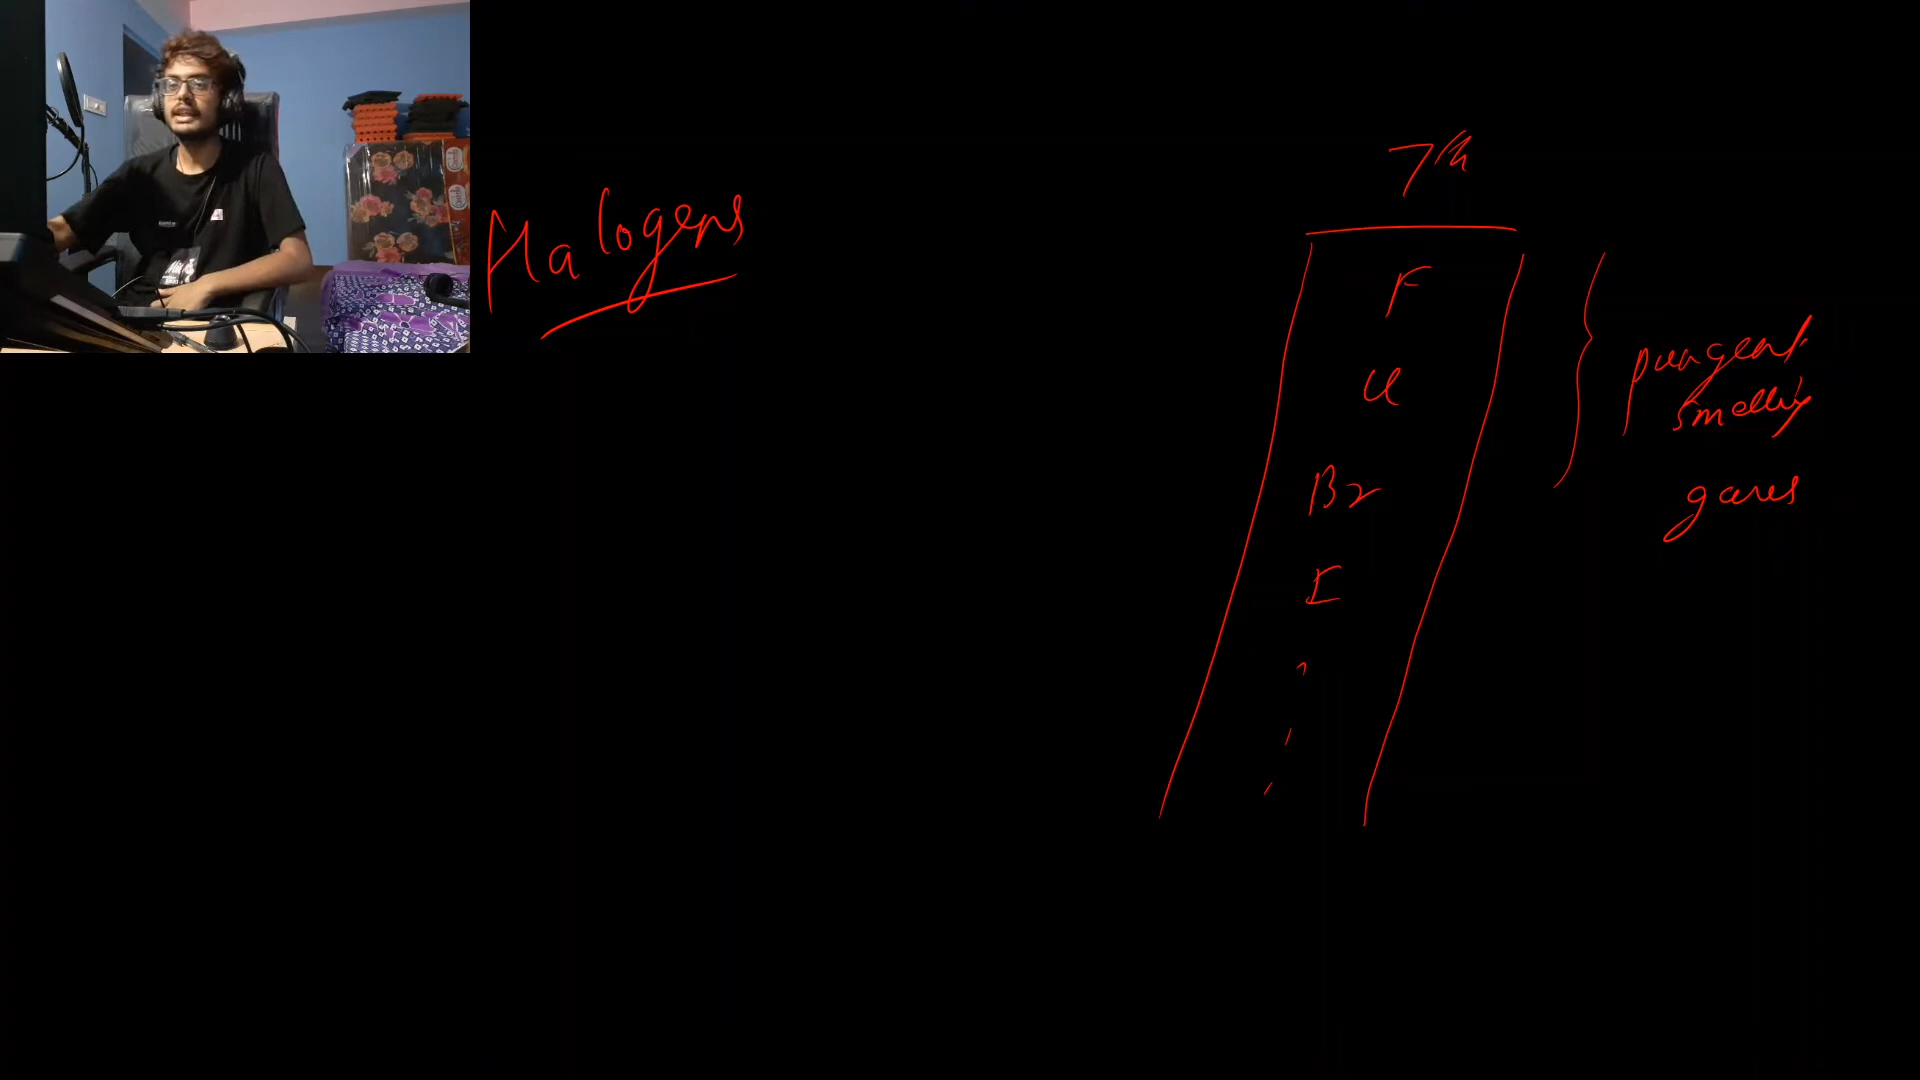 Halogens
7th
F
Cl
Br
I
pungent
smelling
gases